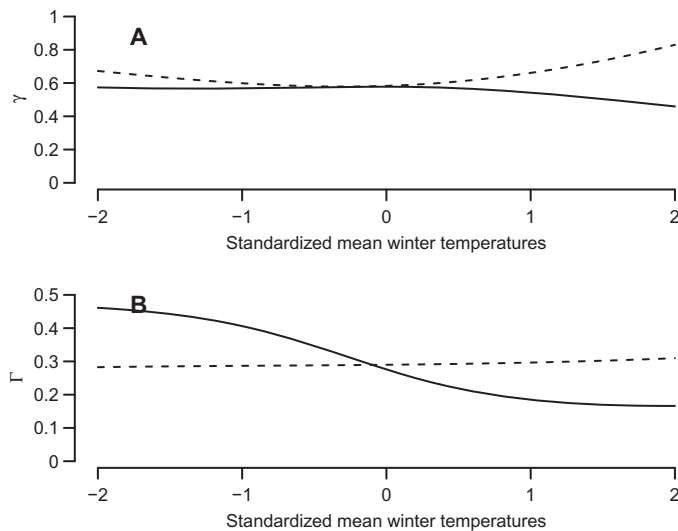 A
1
0.8
0.6
0.4
0.2
0
γ
−2 −1 0 1 2
Standardized mean winter temperatures
B
0.5
0.4
0.3
0.2
0.1
0
Γ
−2 −1 0 1 2
Standardized mean winter temperatures